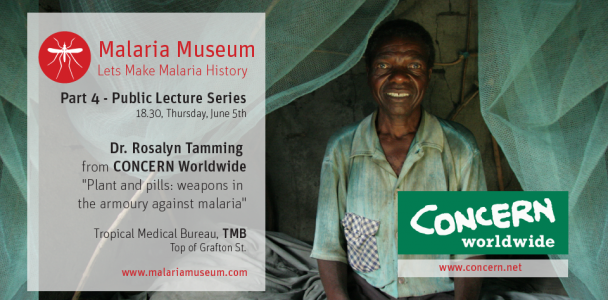 Malaria Museum
Lets Make Malaria History
Part 4 - Public Lecture Series
18.30, Thursday, June 5th
Dr. Rosalyn Tamming
from CONCERN Worldwide
"Plant and pills: weapons in
the armoury against malaria"
Tropical Medical Bureau, TMB
Top of Grafton St.
www.malariamuseum.com
CONCERN
worldwide
www.concern.net